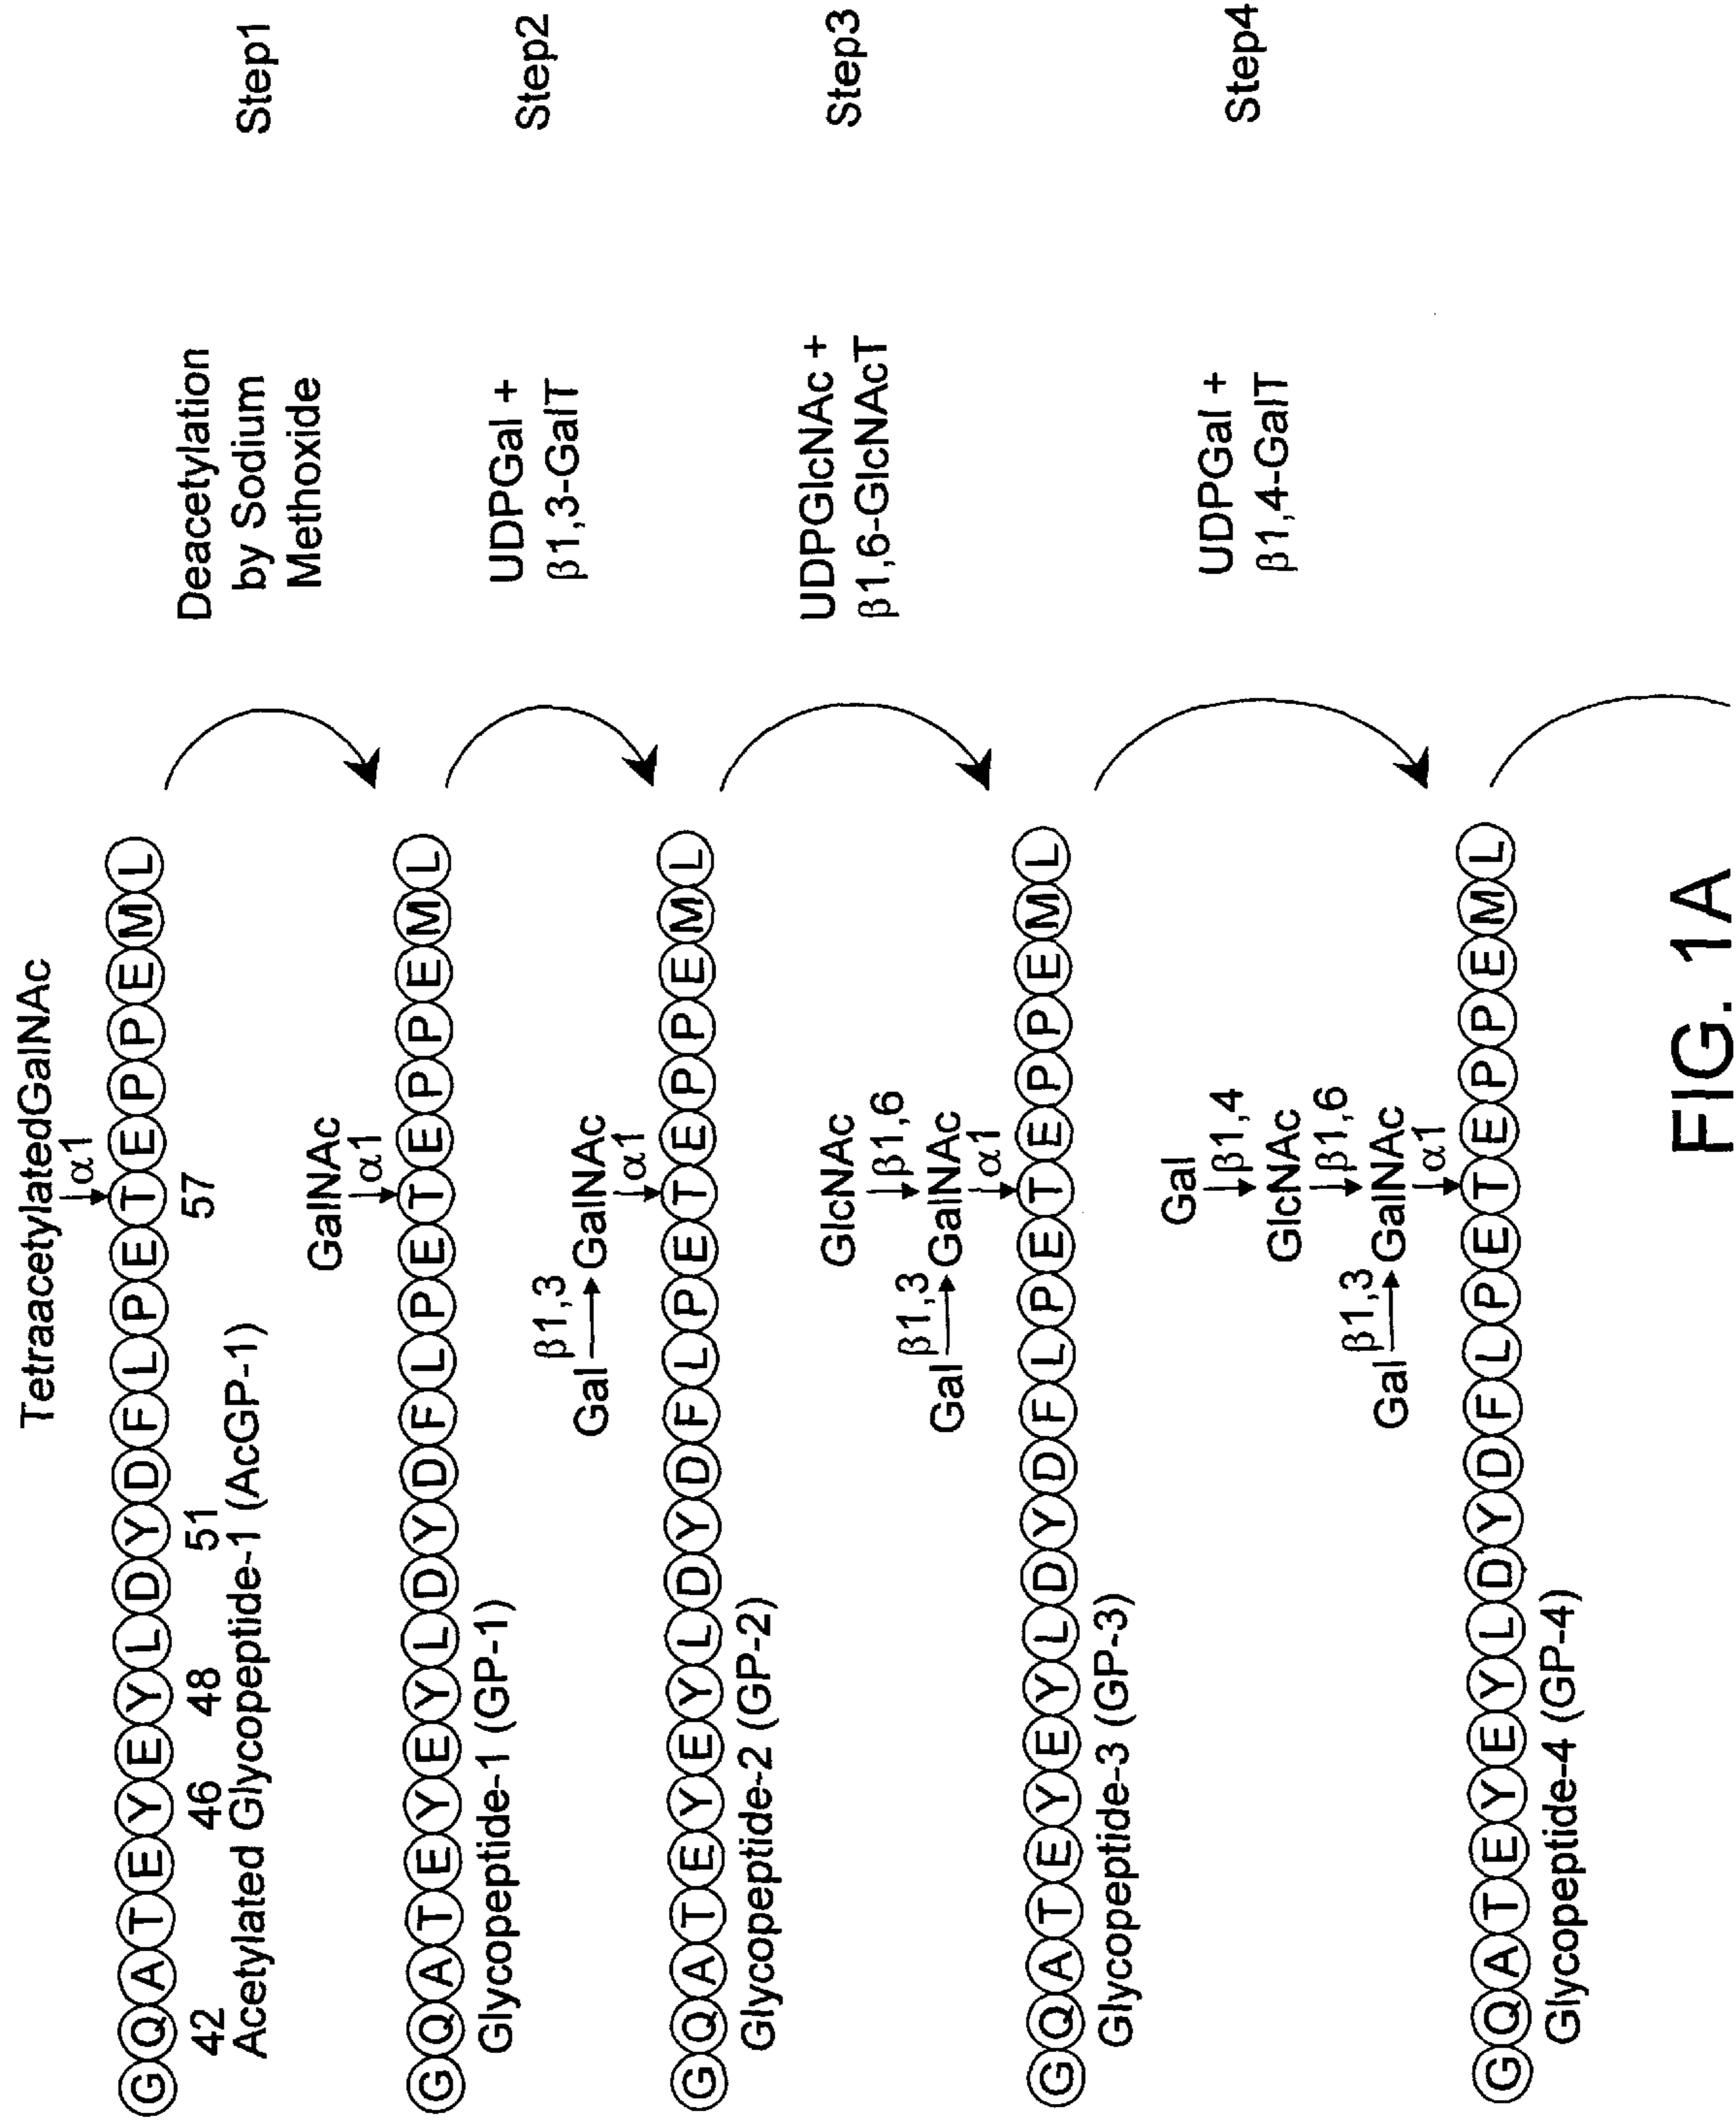 TetraacetylatedGalNAc
α1
GQATEYEYLDYDFLPETEPPEML
42 46 48 51 57
Acetylated Glycopeptide-1 (AcGP-1)
Deacetylation
by Sodium
Methoxide
Step1
GalNAc
α1
GQATEYEYLDYDFLPETEPPEML
Glycopeptide-1 (GP-1)
UDPGal +
β1,3-GalT
Step2
β1,3
Gal GalNAc
α1
GQATEYEYLDYDFLPETEPPEML
Glycopeptide-2 (GP-2)
UDPGlcNAc +
β1,6-GlcNAcT
Step3
GlcNAc
β1,6
β1,3
Gal GalNAc
α1
GQATEYEYLDYDFLPETEPPEML
Glycopeptide-3 (GP-3)
UDPGal +
β1,4-GalT
Step4
Gal
β1,4
GlcNAc
β1,6
β1,3
Gal GalNAc
α1
GQATEYEYLDYDFLPETEPPEML
Glycopeptide-4 (GP-4)
FIG. 1A